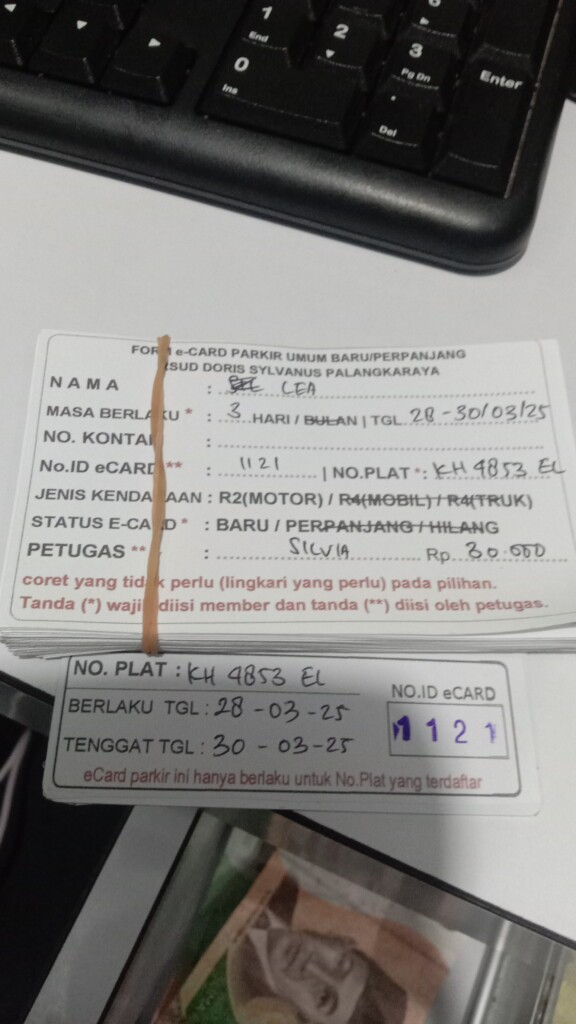 1
End
2
3
Pg Dn
0
Ins
.
Del
Enter
FORM e-CARD PARKIR UMUM BARU/PERPANJANG
RSUD DORIS SYLVANUS PALANGKARAYA
NAMA : LEA
MASA BERLAKU * : 3 HARI / BULAN | TGL 28 - 30/03/25
NO. KONTAK :
No.ID eCARD ** : 1121 | NO.PLAT *: KH 4853 EL
JENIS KENDARAAN : R2(MOTOR) / R4(MOBIL) / R4(TRUK)
STATUS E-CARD * : BARU / PERPANJANG / HILANG
PETUGAS ** : SILVIA Rp 30.000
coret yang tidak perlu (lingkari yang perlu) pada pilihan.
Tanda (*) wajib diisi member dan tanda (**) diisi oleh petugas.
NO. PLAT : KH 4853 EL
NO.ID eCARD
BERLAKU TGL : 28 - 03 - 25
1121
TENGGAT TGL : 30 - 03 - 25
eCard parkir ini hanya berlaku untuk No.Plat yang terdaftar